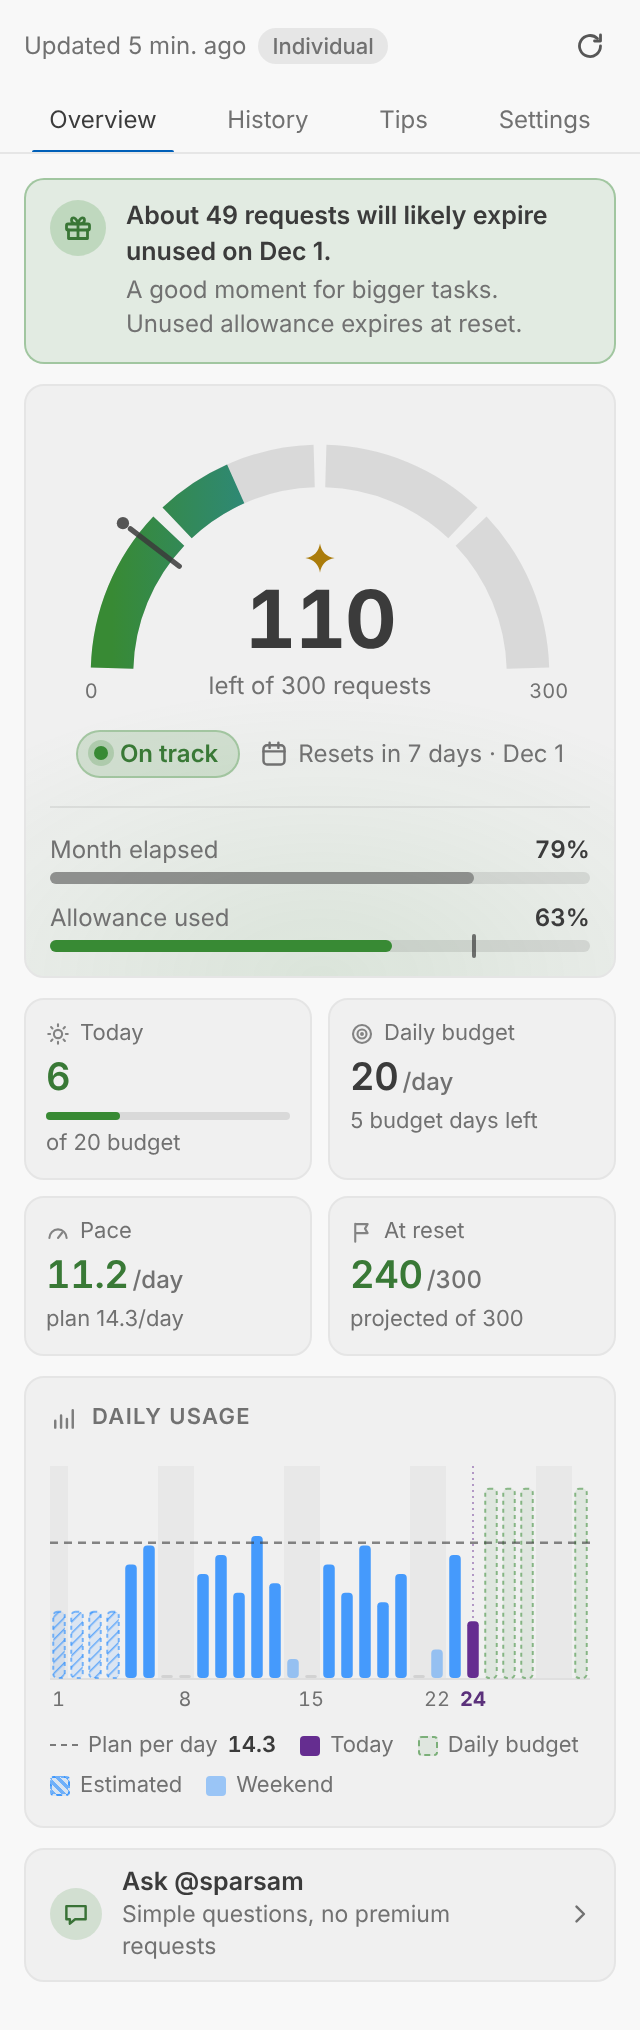 Updated 5 min. ago Individual
Overview History Tips Settings
About 49 requests will likely expire
unused on Dec 1.
A good moment for bigger tasks.
Unused allowance expires at reset.
110
0 left of 300 requests 300
On track Resets in 7 days · Dec 1
Month elapsed 79%
Allowance used 63%
Today
6
of 20 budget
Daily budget
20 /day
5 budget days left
Pace
11.2 /day
plan 14.3/day
At reset
240 /300
projected of 300
DAILY USAGE
1 8 15 22 24
Plan per day 14.3 Today Daily budget
Estimated Weekend
Ask @sparsam
Simple questions, no premium
requests